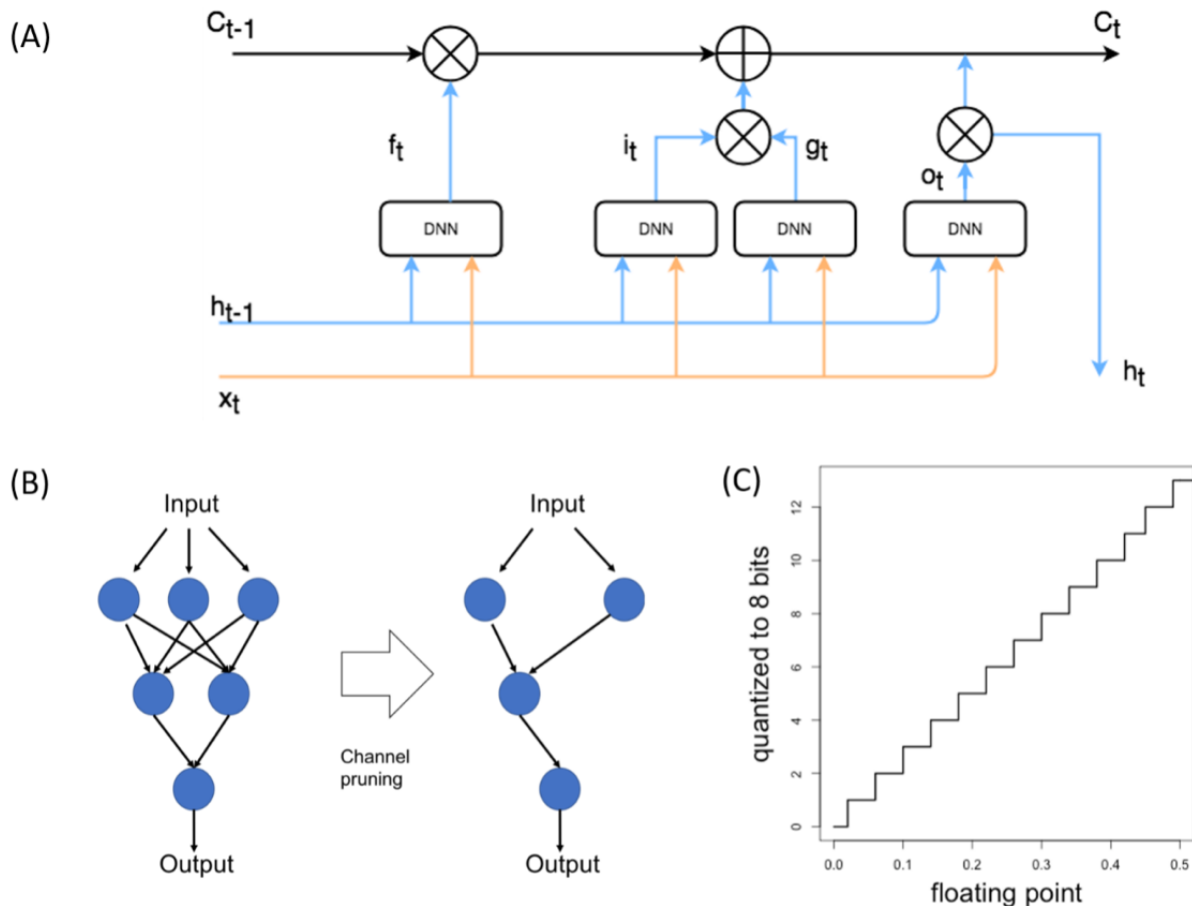 (A)
Ct-1
Ct
ft
it
gt
ot
DNN
DNN
DNN
DNN
ht-1
xt
ht
(B)
Input
Input
Channel
pruning
Output
Output
(C)
quantized to 8 bits
12
10
8
6
4
2
0
0.0
0.1
0.2
0.3
0.4
0.5
floating point